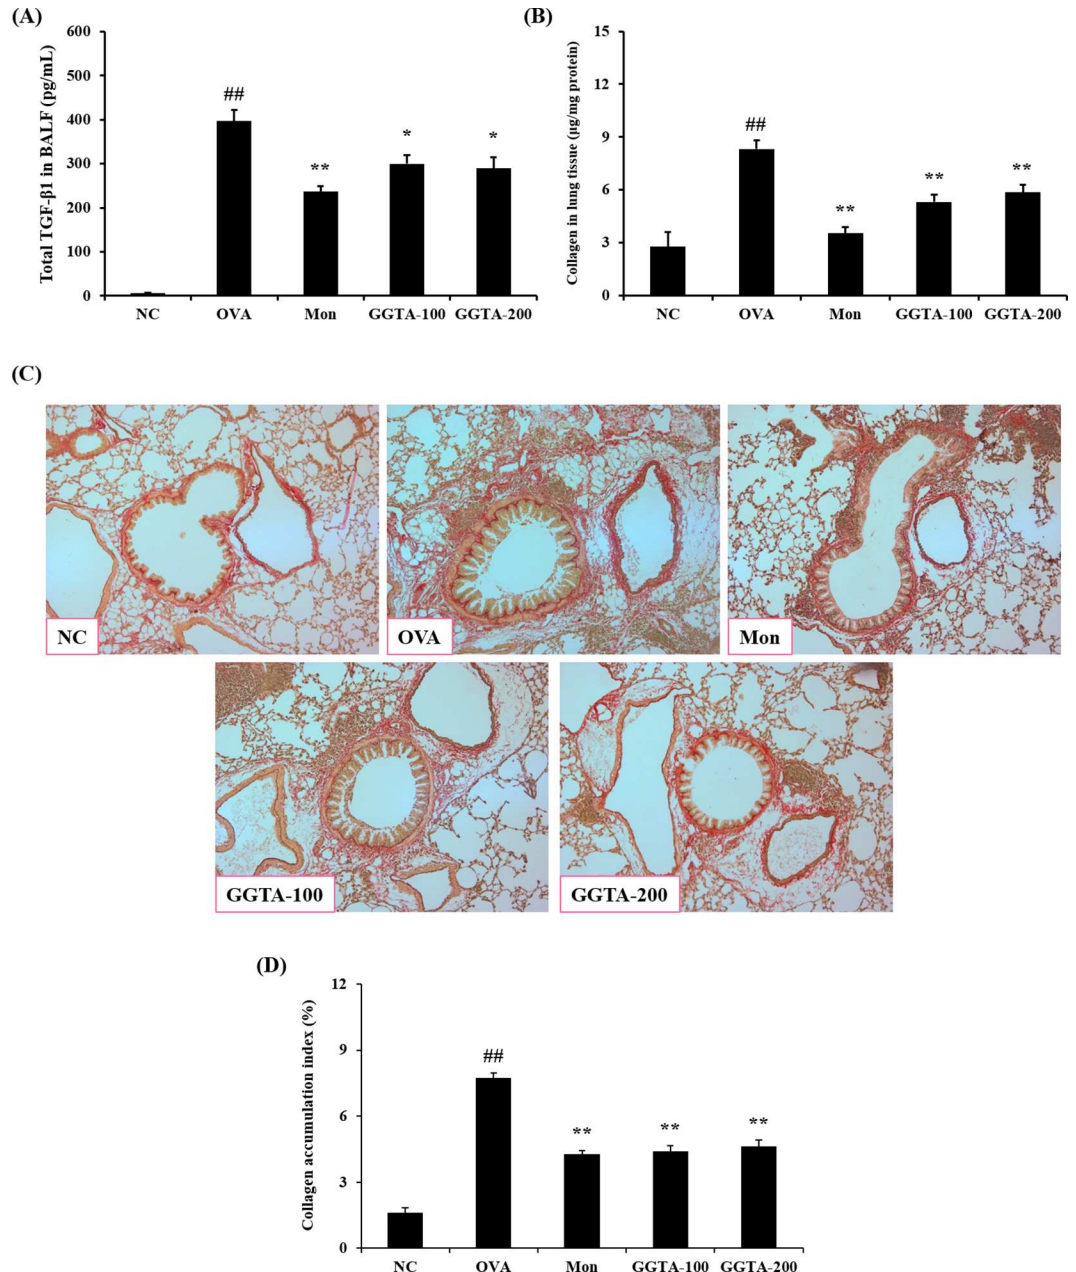 (A)
Total TGF-β1 in BALF (pg/mL)
600
500
400
300
200
100
0
##
**
*
*
NC OVA Mon GGTA-100 GGTA-200
(B)
Collagen in lung tissue (μg/mg protein)
15
12
9
6
3
0
##
**
**
**
NC OVA Mon GGTA-100 GGTA-200
(C)
NC
OVA
Mon
GGTA-100
GGTA-200
(D)
Collagen accumulation index (%)
12
9
6
3
0
##
**
**
**
NC OVA Mon GGTA-100 GGTA-200